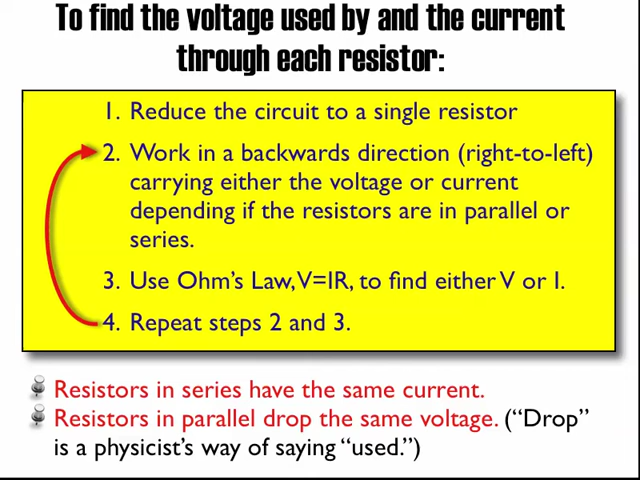 To find the voltage used by and the current
through each resistor:
1. Reduce the circuit to a single resistor
2. Work in a backwards direction (right-to-left)
carrying either the voltage or current
depending if the resistors are in parallel or
series.
3. Use Ohm's Law, V=IR, to find either V or I.
4. Repeat steps 2 and 3.
Resistors in series have the same current.
Resistors in parallel drop the same voltage. ("Drop"
is a physicist's way of saying "used.")